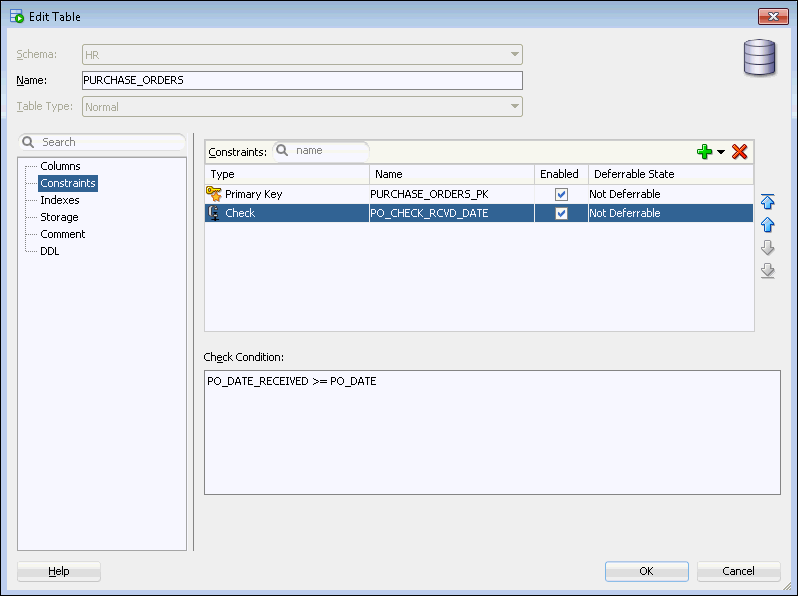 Edit Table
Schema: HR
Name: PURCHASE_ORDERS
Table Type: Normal
Search
Columns
Constraints
Indexes
Storage
Comment
DDL
Constraints: name
Type Name Enabled Deferrable State
Primary Key PURCHASE_ORDERS_PK Not Deferrable
Check PO_CHECK_RCVD_DATE Not Deferrable
Check Condition:
PO_DATE_RECEIVED >= PO_DATE
Help OK Cancel